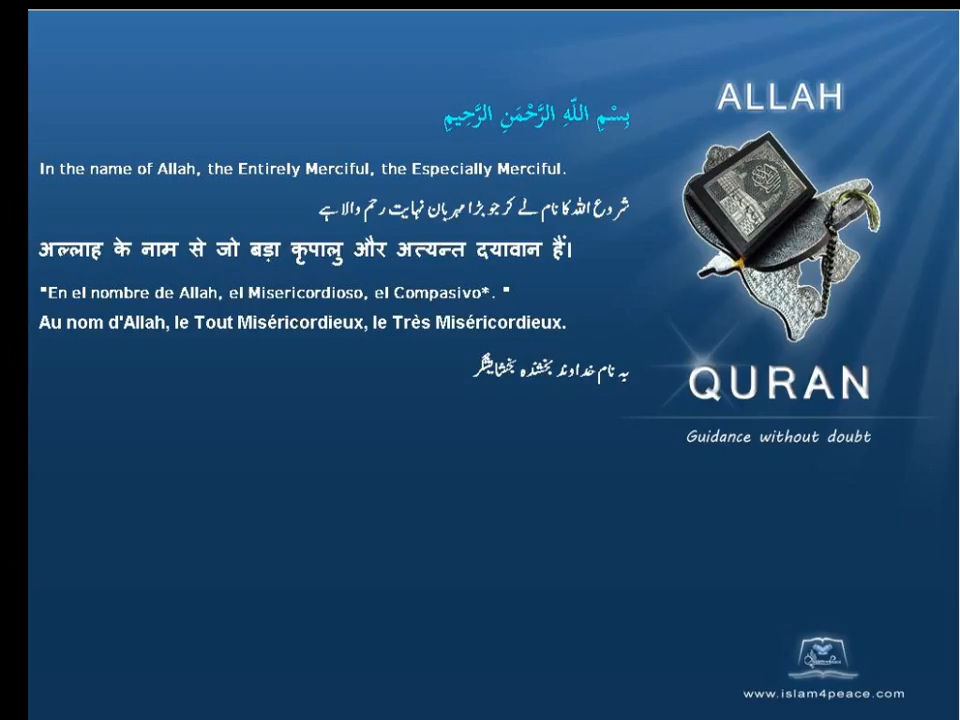 بِسْمِ اللَّهِ الرَّحْمَنِ الرَّحِيمِ
In the name of Allah, the Entirely Merciful, the Especially Merciful.
شروع اللہ کا نام لے کر جو بڑا مہربان نہایت رحم والا ہے
अल्लाह के नाम से जो बड़ा कृपालु और अत्यन्त दयावान हैं।
"En el nombre de Allah, el Misericordioso, el Compasivo*. "
Au nom d'Allah, le Tout Miséricordieux, le Très Miséricordieux.
به نام خداوند بخشنده بخشایشگر
ALLAH
QURAN
Guidance without doubt
www.islam4peace.com